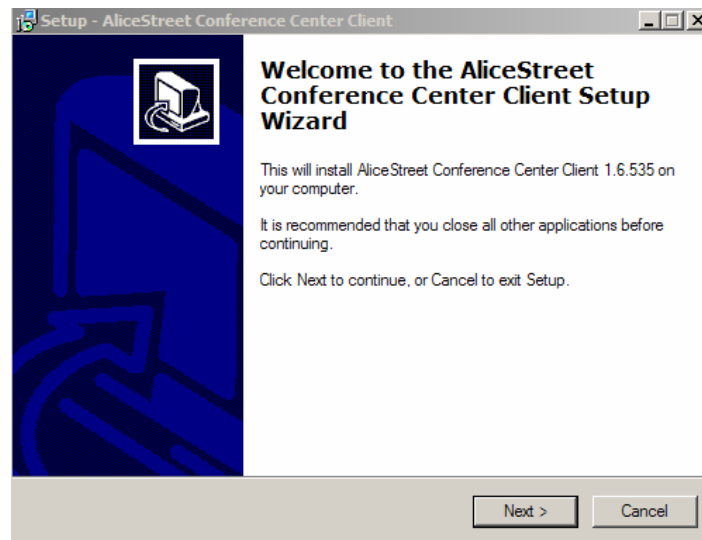 Setup - AliceStreet Conference Center Client
Welcome to the AliceStreet
Conference Center Client Setup
Wizard
This will install AliceStreet Conference Center Client 1.6.535 on
your computer.
It is recommended that you close all other applications before
continuing.
Click Next to continue, or Cancel to exit Setup.
Next >
Cancel